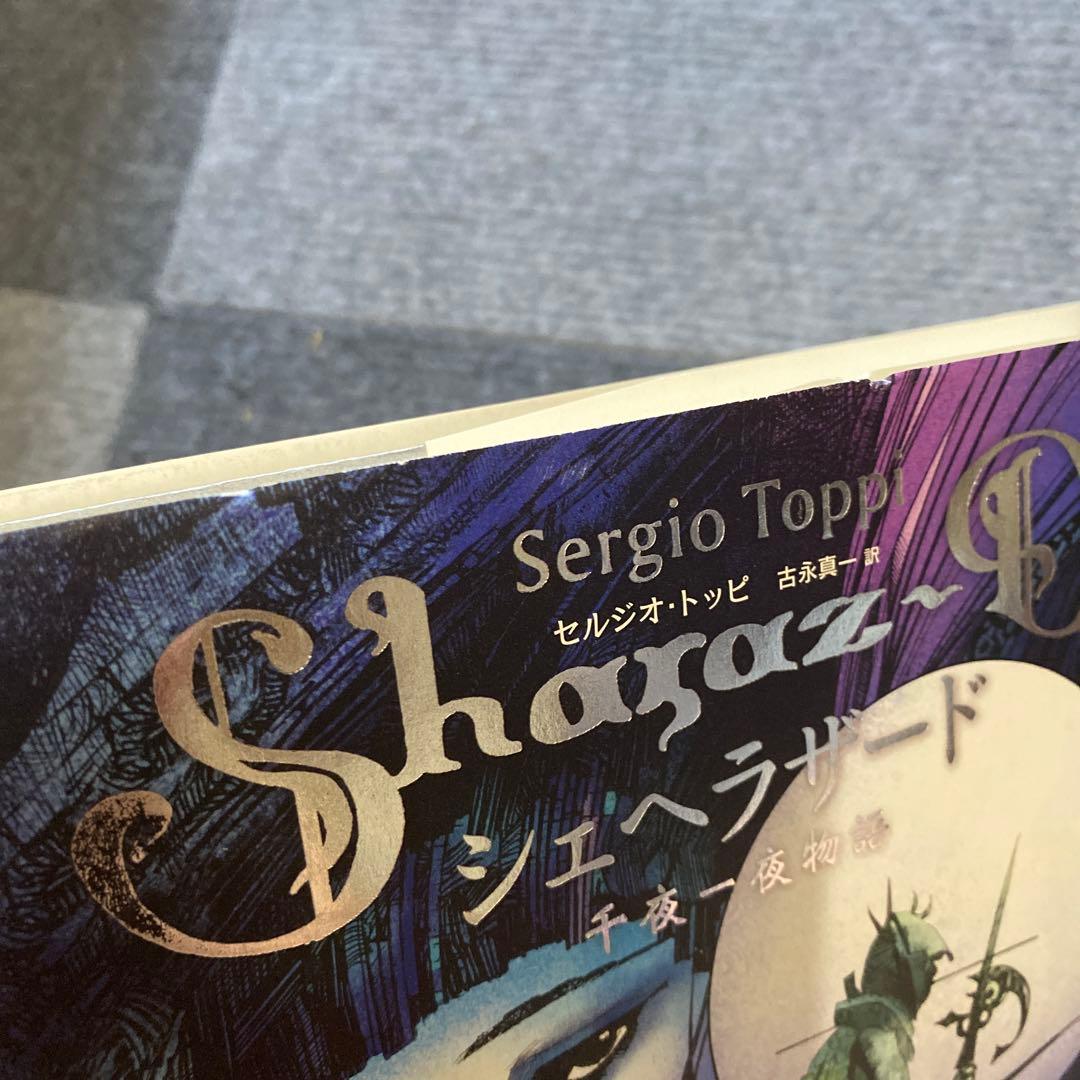 Sergio Toppi
セルジオ・トッピ 古永真一 訳
Sharaz~
シェヘラザード
千夜一夜物語